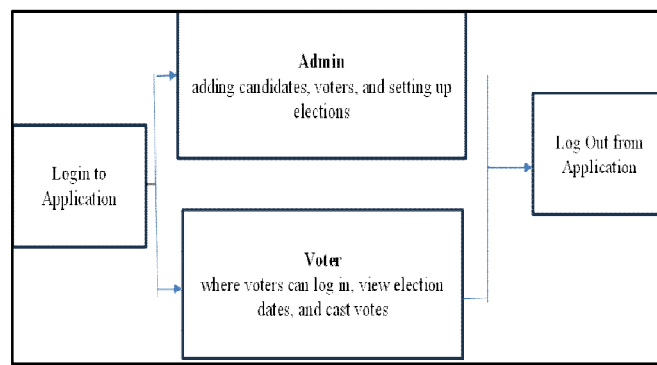 Login to
Application
Admin
adding candidates, voters, and setting up
elections
Voter
where voters can log in, view election
dates, and cast votes
Log Out from
Application